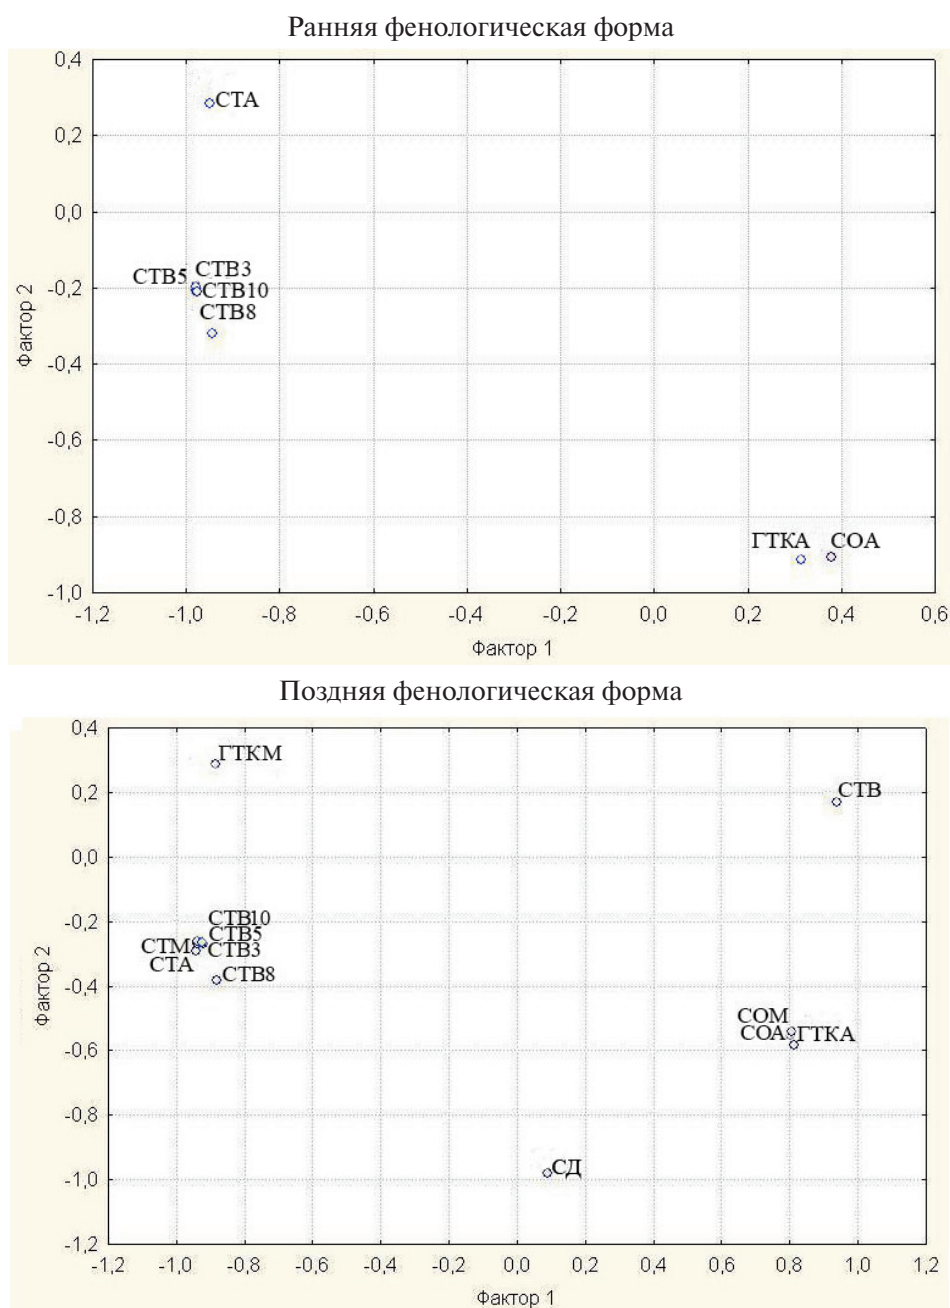 Ранняя фенологическая форма
0,4
СТА
0,2
0,0
СТВ3
СТВ5
-0,2
СТВ10
СТВ8
Фактор 2
-0,4
-0,6
-0,8
ГТКА СОА
-1,0
-1,2 -1,0 -0,8 -0,6 -0,4 -0,2 0,0 0,2 0,4 0,6
Фактор 1
Поздняя фенологическая форма
0,4
ГТКМ
0,2
СТВ
0,0
-0,2
СТВ10
СТВ5
СТМ СТВ3
СТА
СТВ8
Фактор 2
-0,4
СОМ
СОА ГТКА
-0,6
-0,8
-1,0
СД
-1,2
-1,2 -1,0 -0,8 -0,6 -0,4 -0,2 0,0 0,2 0,4 0,6 0,8 1,0 1,2
Фактор 1